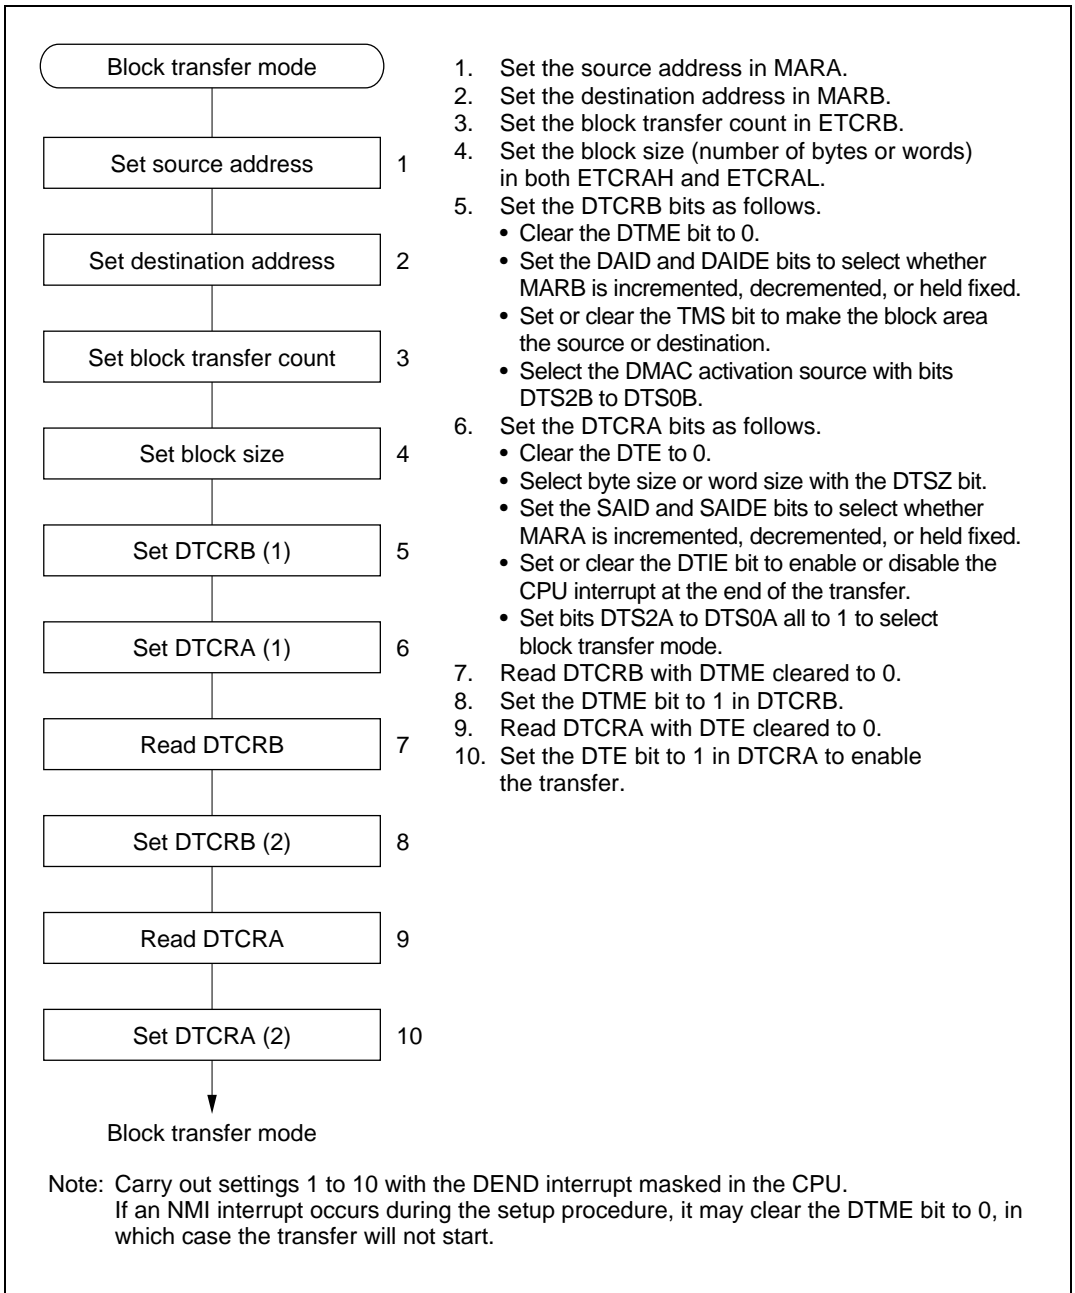 Block transfer mode
Set source address 1
Set destination address 2
Set block transfer count 3
Set block size 4
Set DTCRB (1) 5
Set DTCRA (1) 6
Read DTCRB 7
Set DTCRB (2) 8
Read DTCRA 9
Set DTCRA (2) 10
Block transfer mode
1. Set the source address in MARA.
2. Set the destination address in MARB.
3. Set the block transfer count in ETCRB.
4. Set the block size (number of bytes or words)
in both ETCRAH and ETCRAL.
5. Set the DTCRB bits as follows.
• Clear the DTME bit to 0.
• Set the DAID and DAIDE bits to select whether
MARB is incremented, decremented, or held fixed.
• Set or clear the TMS bit to make the block area
the source or destination.
• Select the DMAC activation source with bits
DTS2B to DTS0B.
6. Set the DTCRA bits as follows.
• Clear the DTE to 0.
• Select byte size or word size with the DTSZ bit.
• Set the SAID and SAIDE bits to select whether
MARA is incremented, decremented, or held fixed.
• Set or clear the DTIE bit to enable or disable the
CPU interrupt at the end of the transfer.
• Set bits DTS2A to DTS0A all to 1 to select
block transfer mode.
7. Read DTCRB with DTME cleared to 0.
8. Set the DTME bit to 1 in DTCRB.
9. Read DTCRA with DTE cleared to 0.
10. Set the DTE bit to 1 in DTCRA to enable
the transfer.
Note: Carry out settings 1 to 10 with the DEND interrupt masked in the CPU.
If an NMI interrupt occurs during the setup procedure, it may clear the DTME bit to 0, in
which case the transfer will not start.